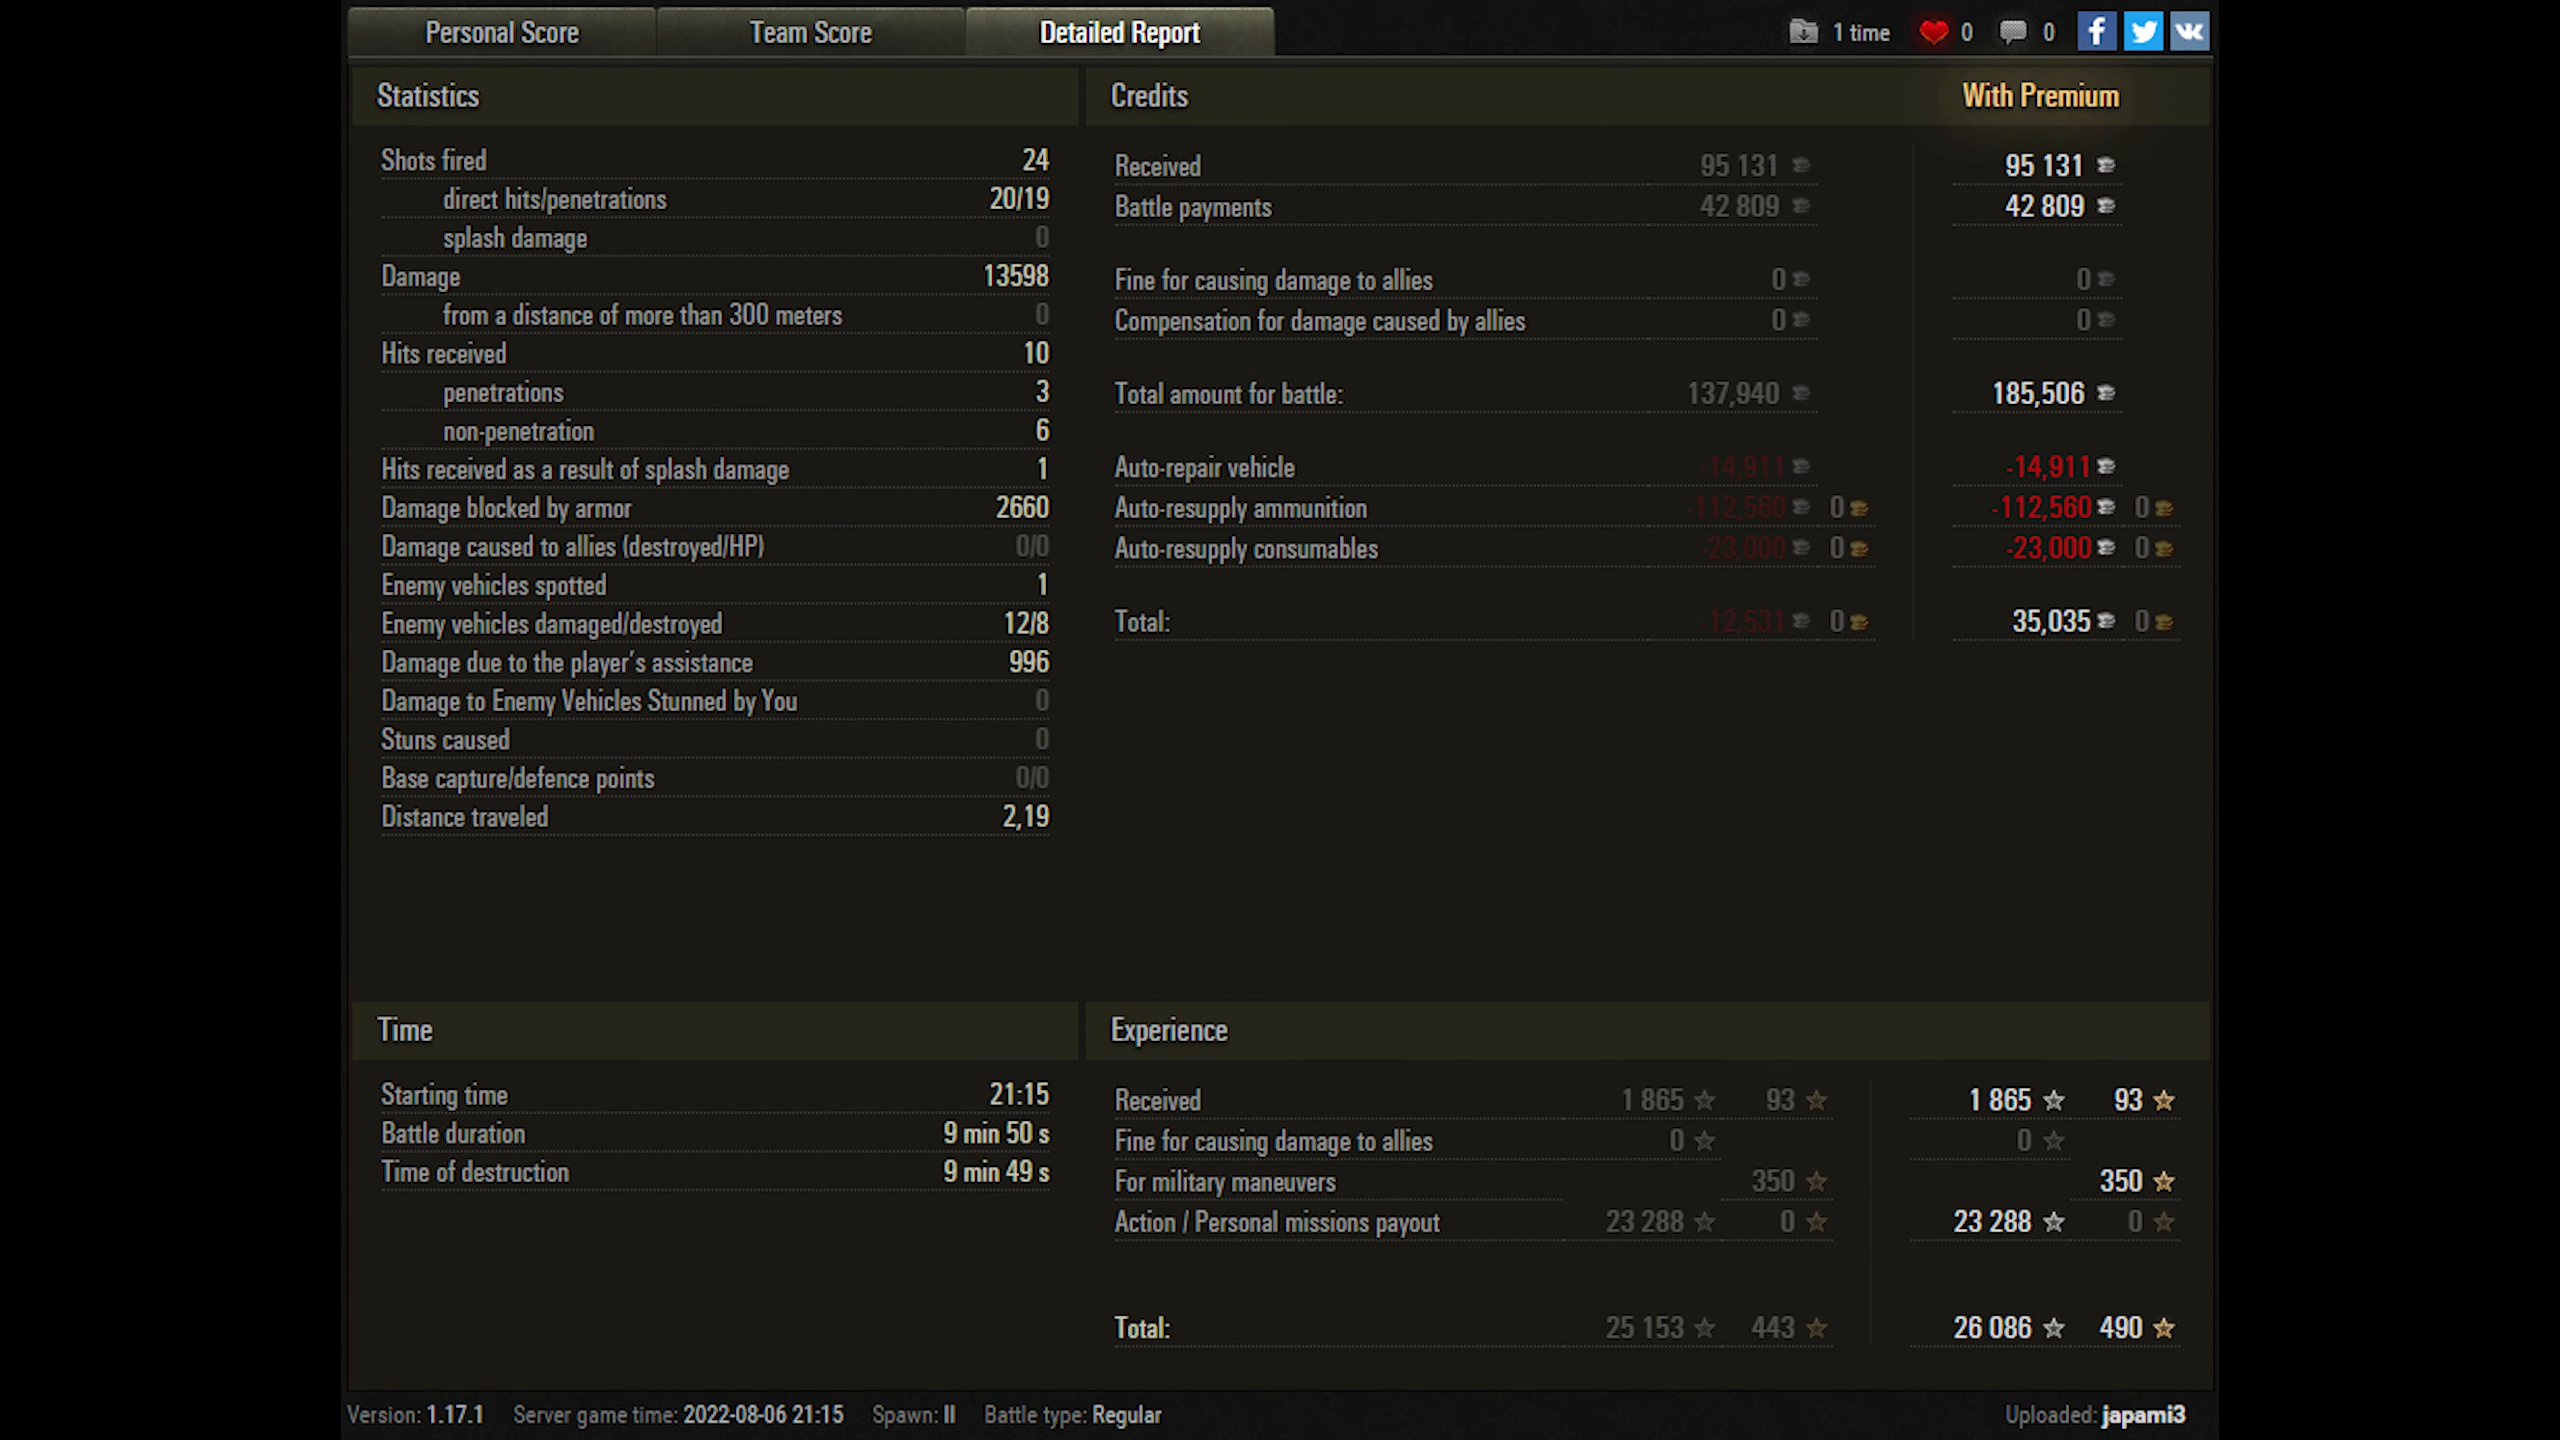 Personal Score Team Score Detailed Report 1 time 0 0
Statistics
Shots fired 24
direct hits/penetrations 20/19
splash damage 0
Damage 13598
from a distance of more than 300 meters 0
Hits received 10
penetrations 3
non-penetration 6
Hits received as a result of splash damage 1
Damage blocked by armor 2660
Damage caused to allies (destroyed/HP) 0/0
Enemy vehicles spotted 1
Enemy vehicles damaged/destroyed 12/8
Damage due to the player's assistance 996
Damage to Enemy Vehicles Stunned by You 0
Stuns caused 0
Base capture/defence points 0/0
Distance traveled 2,19
Credits With Premium
Received 95 131 95 131
Battle payments 42 809 42 809
Fine for causing damage to allies 0 0
Compensation for damage caused by allies 0 0
Total amount for battle: 137,940 185,506
Auto-repair vehicle -14,911 -14,911
Auto-resupply ammunition -112,560 0 -112,560 0
Auto-resupply consumables -23,000 0 -23,000 0
Total: -12,531 0 35,035 0
Time
Starting time 21:15
Battle duration 9 min 50 s
Time of destruction 9 min 49 s
Experience
Received 1 865 93 1 865 93
Fine for causing damage to allies 0 0
For military maneuvers 350 350
Action / Personal missions payout 23 288 0 23 288 0
Total: 25 153 443 26 086 490
Version: 1.17.1 Server game time: 2022-08-06 21:15 Spawn: II Battle type: Regular Uploaded: japami3